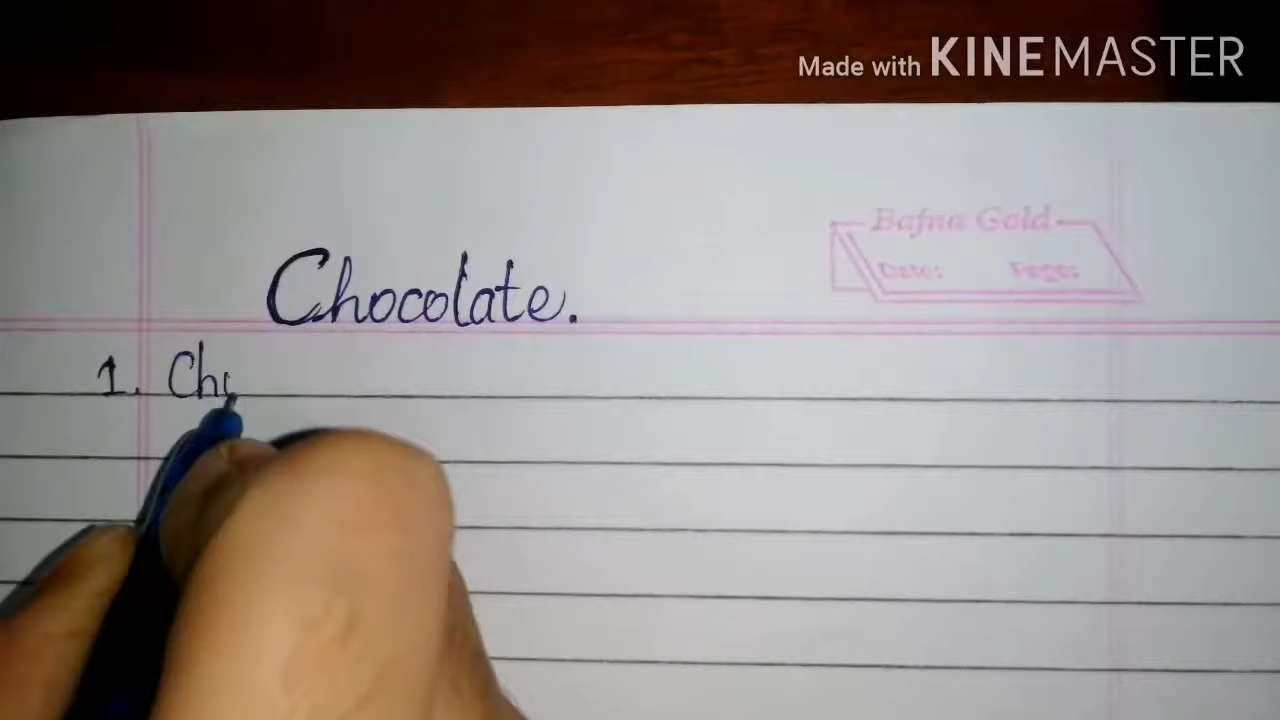 Made with KINEMASTER
Bafna Gold
Date: Page:
Chocolate.
1. Ch